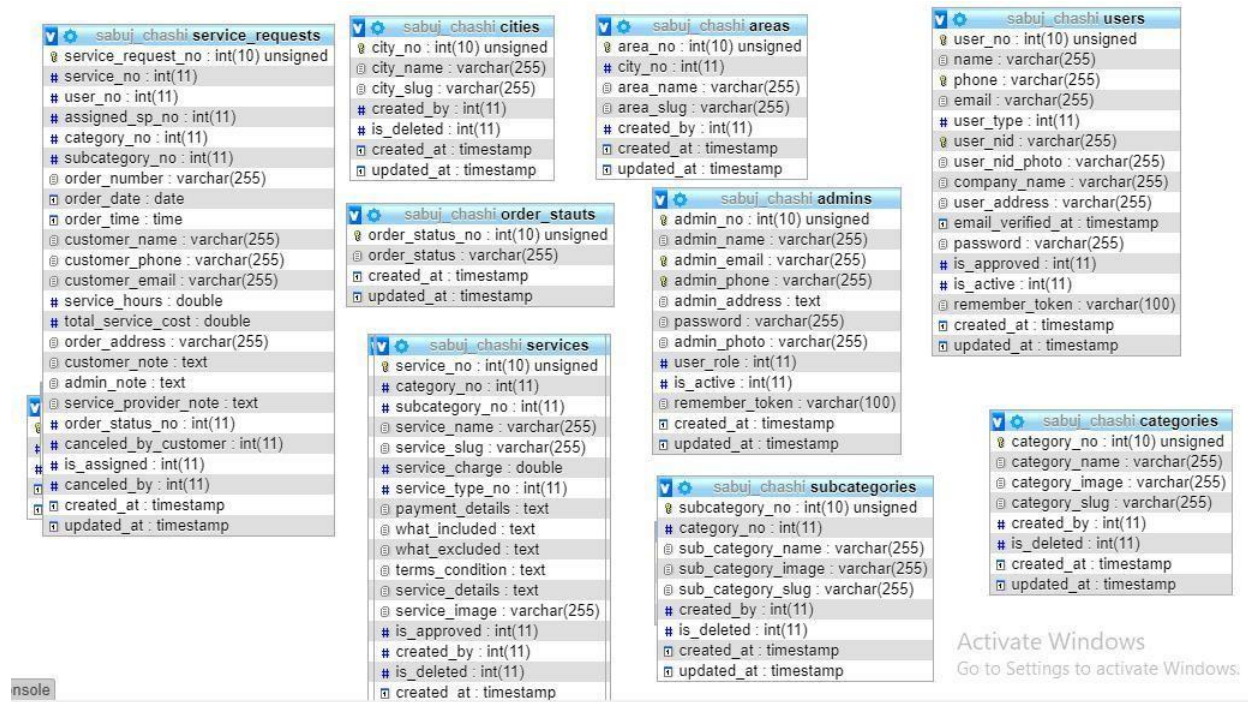 sabuj_chashi service_requests
service_request_no : int(10) unsigned
service_no : int(11)
# user_no : int(11)
# assigned_sp_no : int(11)
# category_no : int(11)
# subcategory_no : int(11)
order_number : varchar(255)
order_date : date
order_time : time
customer_name : varchar(255)
customer_phone : varchar(255)
customer_email : varchar(255)
# service_hours : double
# total_service_cost : double
order_address : varchar(255)
customer_note : text
admin_note : text
service_provider_note : text
# order_status_no : int(11)
# canceled_by_customer : int(11)
# is_assigned : int(11)
# canceled_by : int(11)
created_at : timestamp
updated_at : timestamp
sabuj_chashi cities
city_no : int(10) unsigned
city_name : varchar(255)
city_slug : varchar(255)
# created_by : int(11)
# is_deleted : int(11)
created_at : timestamp
updated_at : timestamp
sabuj_chashi areas
area_no : int(10) unsigned
# city_no : int(11)
area_name : varchar(255)
area_slug : varchar(255)
# created_by : int(11)
created_at : timestamp
updated_at : timestamp
sabuj_chashi users
user_no : int(10) unsigned
name : varchar(255)
phone : varchar(255)
email : varchar(255)
# user_type : int(11)
user_nid : varchar(255)
user_nid_photo : varchar(255)
company_name : varchar(255)
user_address : varchar(255)
email_verified_at : timestamp
password : varchar(255)
# is_approved : int(11)
# is_active : int(11)
remember_token : varchar(100)
created_at : timestamp
updated_at : timestamp
sabuj_chashi order_stauts
order_status_no : int(10) unsigned
order_status : varchar(255)
created_at : timestamp
updated_at : timestamp
sabuj_chashi admins
admin_no : int(10) unsigned
admin_name : varchar(255)
admin_email : varchar(255)
admin_phone : varchar(255)
admin_address : text
password : varchar(255)
admin_photo : varchar(255)
# user_role : int(11)
# is_active : int(11)
remember_token : varchar(100)
created_at : timestamp
updated_at : timestamp
sabuj_chashi services
service_no : int(10) unsigned
# category_no : int(11)
# subcategory_no : int(11)
service_name : varchar(255)
service_slug : varchar(255)
# service_charge : double
# service_type_no : int(11)
payment_details : text
what_included : text
what_excluded : text
terms_condition : text
service_details : text
service_image : varchar(255)
# is_approved : int(11)
# created_by : int(11)
# is_deleted : int(11)
created_at : timestamp
sabuj_chashi subcategories
subcategory_no : int(10) unsigned
# category_no : int(11)
sub_category_name : varchar(255)
sub_category_image : varchar(255)
sub_category_slug : varchar(255)
# created_by : int(11)
# is_deleted : int(11)
created_at : timestamp
updated_at : timestamp
sabuj_chashi categories
category_no : int(10) unsigned
category_name : varchar(255)
category_image : varchar(255)
category_slug : varchar(255)
# created_by : int(11)
# is_deleted : int(11)
created_at : timestamp
updated_at : timestamp
Activate Windows
Go to Settings to activate Windows.
nsole